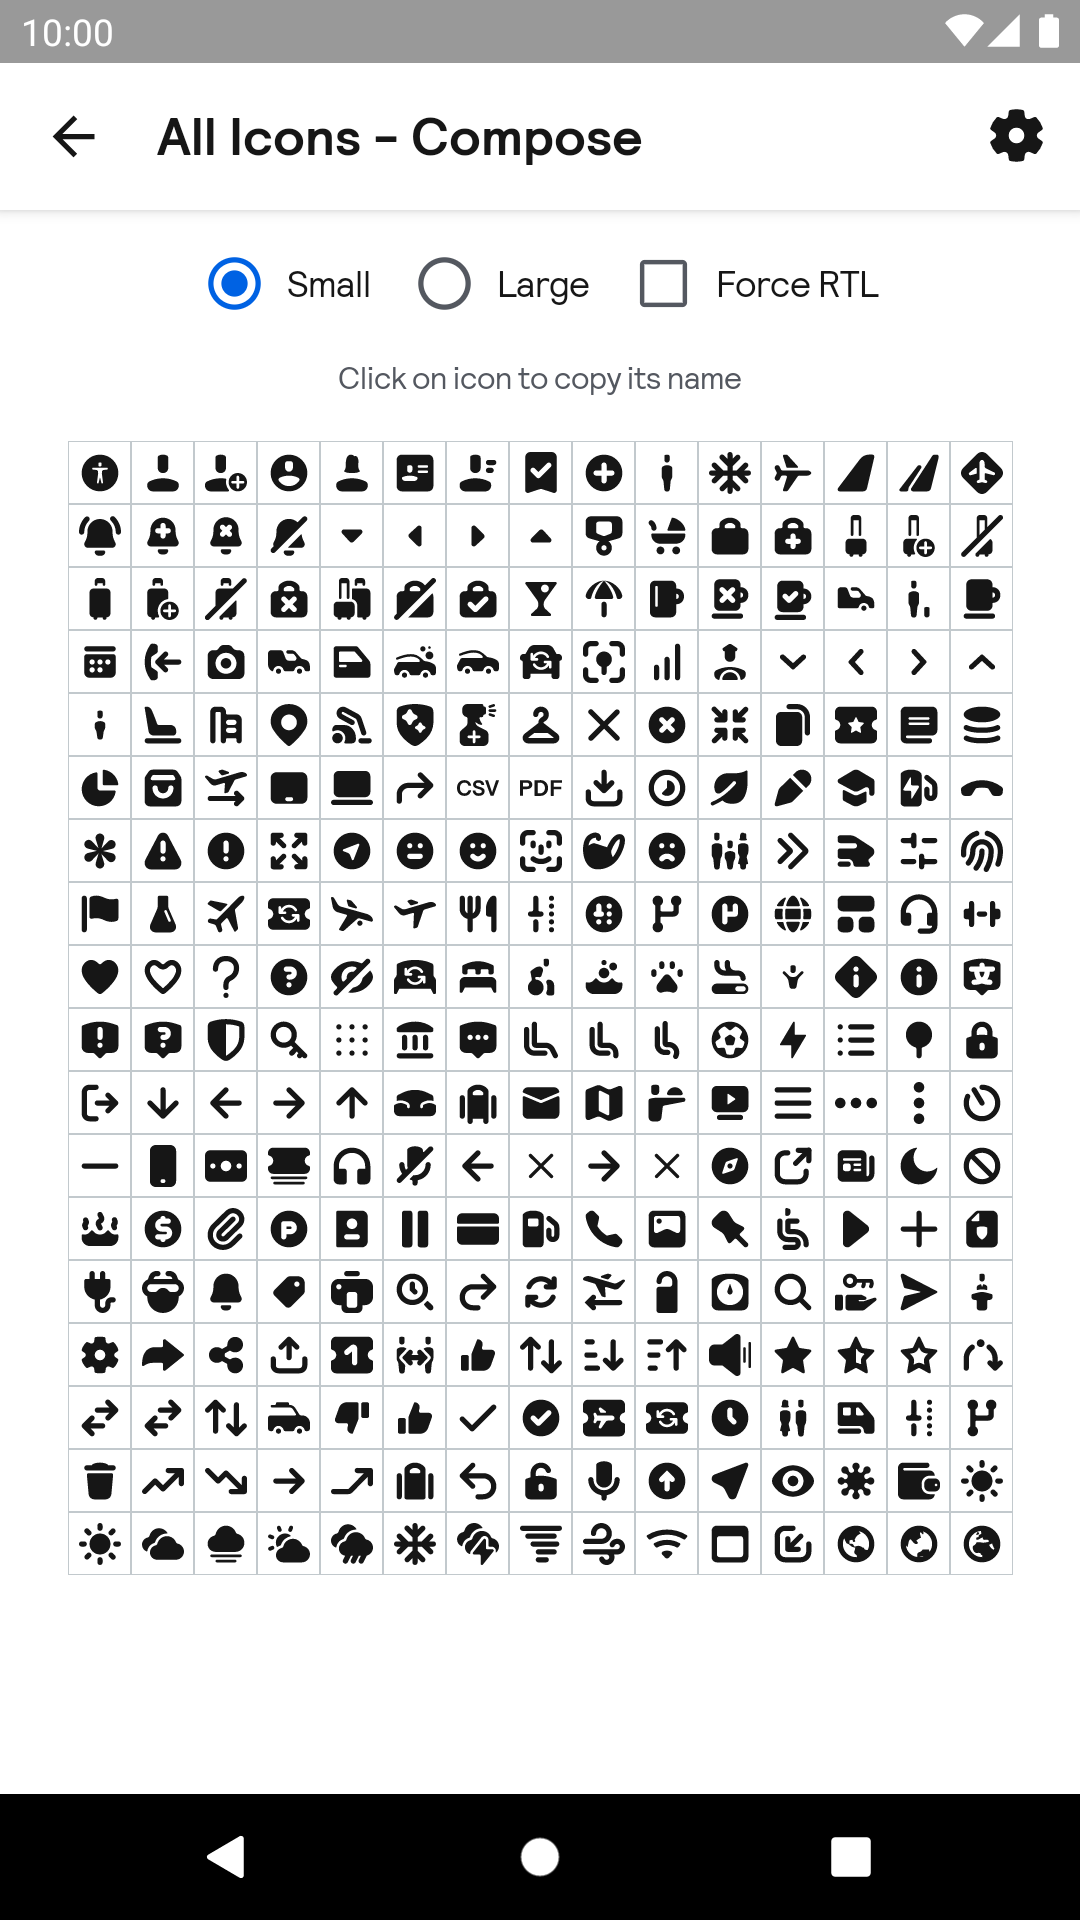 10:00
All Icons – Compose
Small
Large
Force RTL
Click on icon to copy its name
CSV
PDF